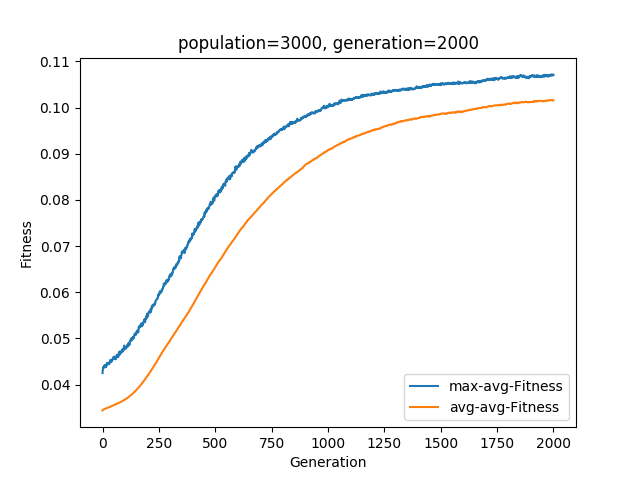 population=3000, generation=2000
0.11
0.10
0.09
0.08
0.07
0.06
0.05
0.04
Fitness
max-avg-Fitness
avg-avg-Fitness
0 250 500 750 1000 1250 1500 1750 2000
Generation